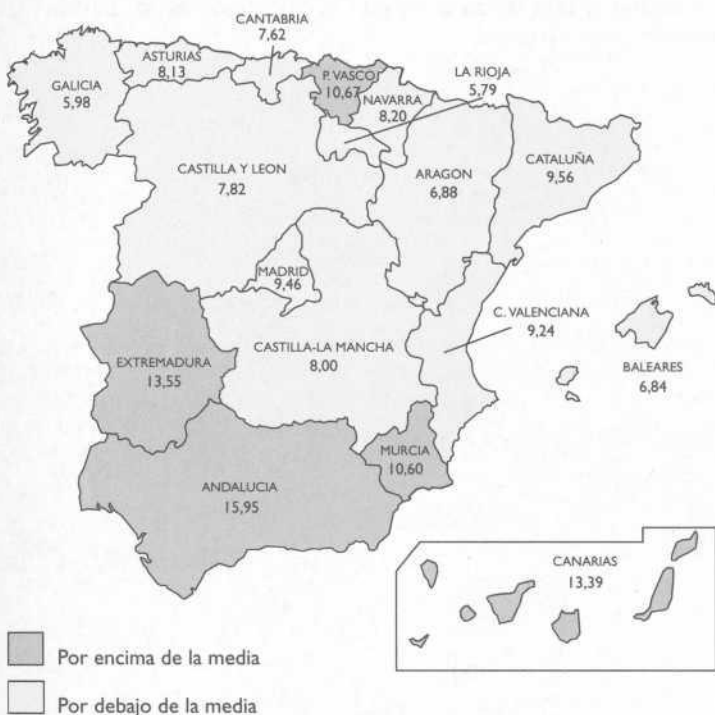 CANTABRIA
7,62
ASTURIAS
8,13
P. VASCO
10,67
LA RIOJA
5,79
GALICIA
5,98
NAVARRA
8,20
CASTILLA Y LEON
7,82
ARAGON
6,88
CATALUÑA
9,56
MADRID
9,46
C. VALENCIANA
9,24
EXTREMADURA
13,55
CASTILLA-LA MANCHA
8,00
BALEARES
6,84
MURCIA
10,60
ANDALUCIA
15,95
CANARIAS
13,39
Por encima de la media
Por debajo de la media